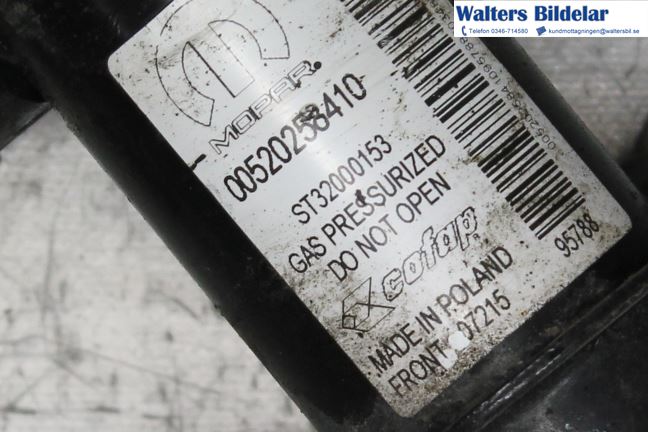 Walters Bildelar
Telefon 0346-714580 kundmottagningen@waltersbil.se
MOPAR.
00520258410
ST32000153
GAS PRESSURIZED
DO NOT OPEN
cofap
MADE IN POLAND
FRONT 07215
95788